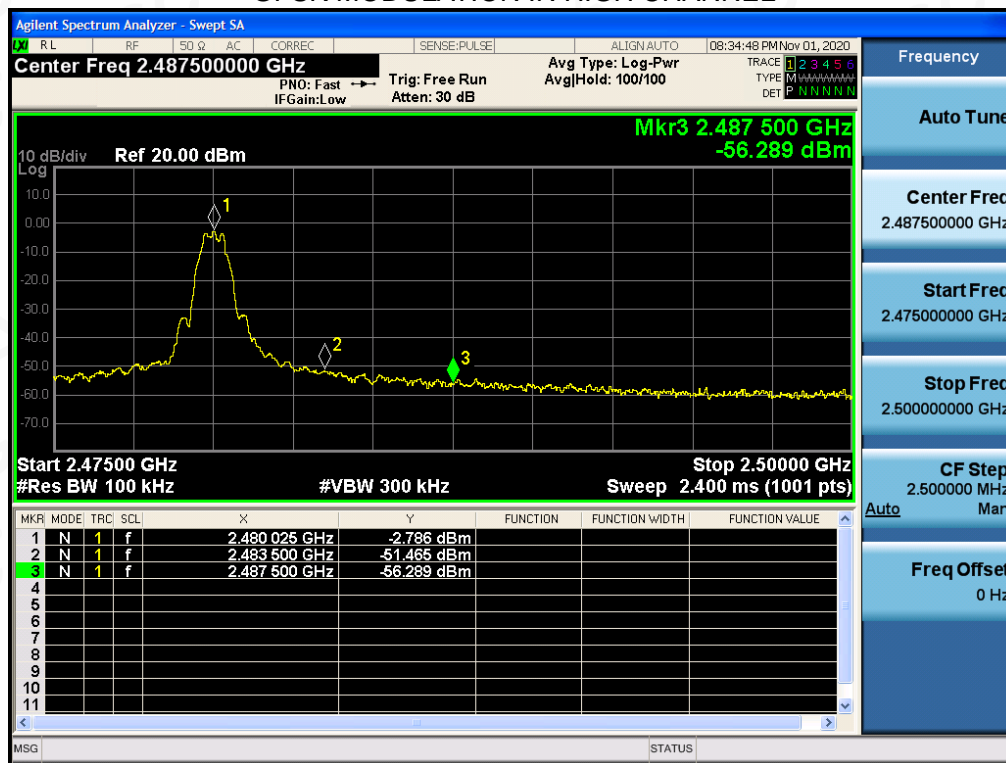 Agilent Spectrum Analyzer - Swept SA
LXI RL RF 50 Ω AC CORREC SENSE:PULSE ALIGN AUTO 08:34:48 PM Nov 01, 2020
Center Freq 2.487500000 GHz
PNO: Fast
IFGain:Low
Trig: Free Run
Atten: 30 dB
Avg Type: Log-Pwr
Avg|Hold: 100/100
TRACE 1 2 3 4 5 6
TYPE M WWWWW
DET P N N N N N
Mkr3 2.487 500 GHz
-56.289 dBm
10 dB/div Ref 20.00 dBm
Log
10.0
0.00
-10.0
-20.0
-30.0
-40.0
-50.0
-60.0
-70.0
1
2
3
Start 2.47500 GHz Stop 2.50000 GHz
#Res BW 100 kHz #VBW 300 kHz Sweep 2.400 ms (1001 pts)
MKR MODE TRC SCL X Y FUNCTION FUNCTION WIDTH FUNCTION VALUE
1 N 1 f 2.480 025 GHz -2.786 dBm
2 N 1 f 2.483 500 GHz -51.465 dBm
3 N 1 f 2.487 500 GHz -56.289 dBm
4
5
6
7
8
9
10
11
MSG STATUS
Frequency
Auto Tune
Center Freq
2.487500000 GHz
Start Freq
2.475000000 GHz
Stop Freq
2.500000000 GHz
CF Step
2.500000 MHz
Auto Man
Freq Offset
0 Hz